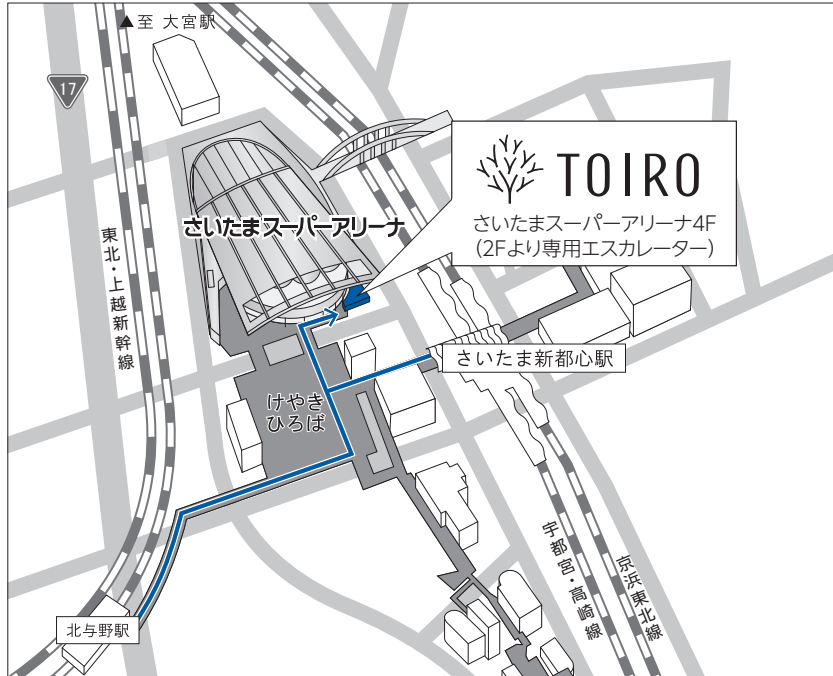 ▲至 大宮駅
17
TOIRO
さいたまスーパーアリーナ4F
（2Fより専用エスカレーター）
さいたまスーパーアリーナ
東北・上越新幹線
さいたま新都心駅
けやき
ひろば
宇都宮・高崎線
京浜東北線
北与野駅